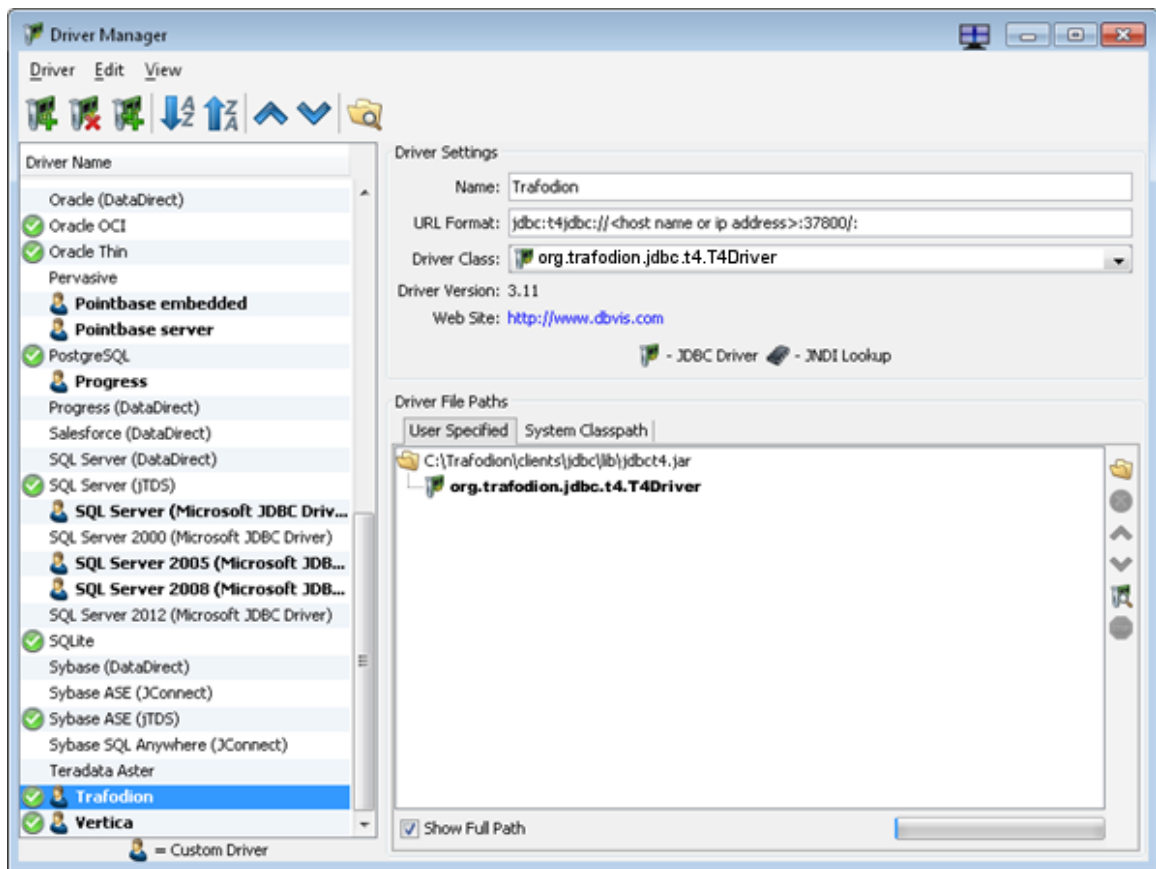 Driver Manager
Driver Edit View
Driver Name
Oracle (DataDirect)
Oracle OCI
Oracle Thin
Pervasive
Pointbase embedded
Pointbase server
PostgreSQL
Progress
Progress (DataDirect)
Salesforce (DataDirect)
SQL Server (DataDirect)
SQL Server (jTDS)
SQL Server (Microsoft JDBC Driv...
SQL Server 2000 (Microsoft JDBC Driver)
SQL Server 2005 (Microsoft JDB...
SQL Server 2008 (Microsoft JDB...
SQL Server 2012 (Microsoft JDBC Driver)
SQLite
Sybase (DataDirect)
Sybase ASE (JConnect)
Sybase ASE (jTDS)
Sybase SQL Anywhere (JConnect)
Teradata Aster
Trafodion
Vertica
= Custom Driver
Driver Settings
Name: Trafodion
URL Format: jdbc:t4jdbc://<host name or ip address>:37800/:
Driver Class: org.trafodion.jdbc.t4.T4Driver
Driver Version: 3.11
Web Site: http://www.dbvis.com
- JDBC Driver - JNDI Lookup
Driver File Paths
User Specified System Classpath
C:\Trafodion\clients\jdbc\lib\jdbct4.jar
org.trafodion.jdbc.t4.T4Driver
Show Full Path